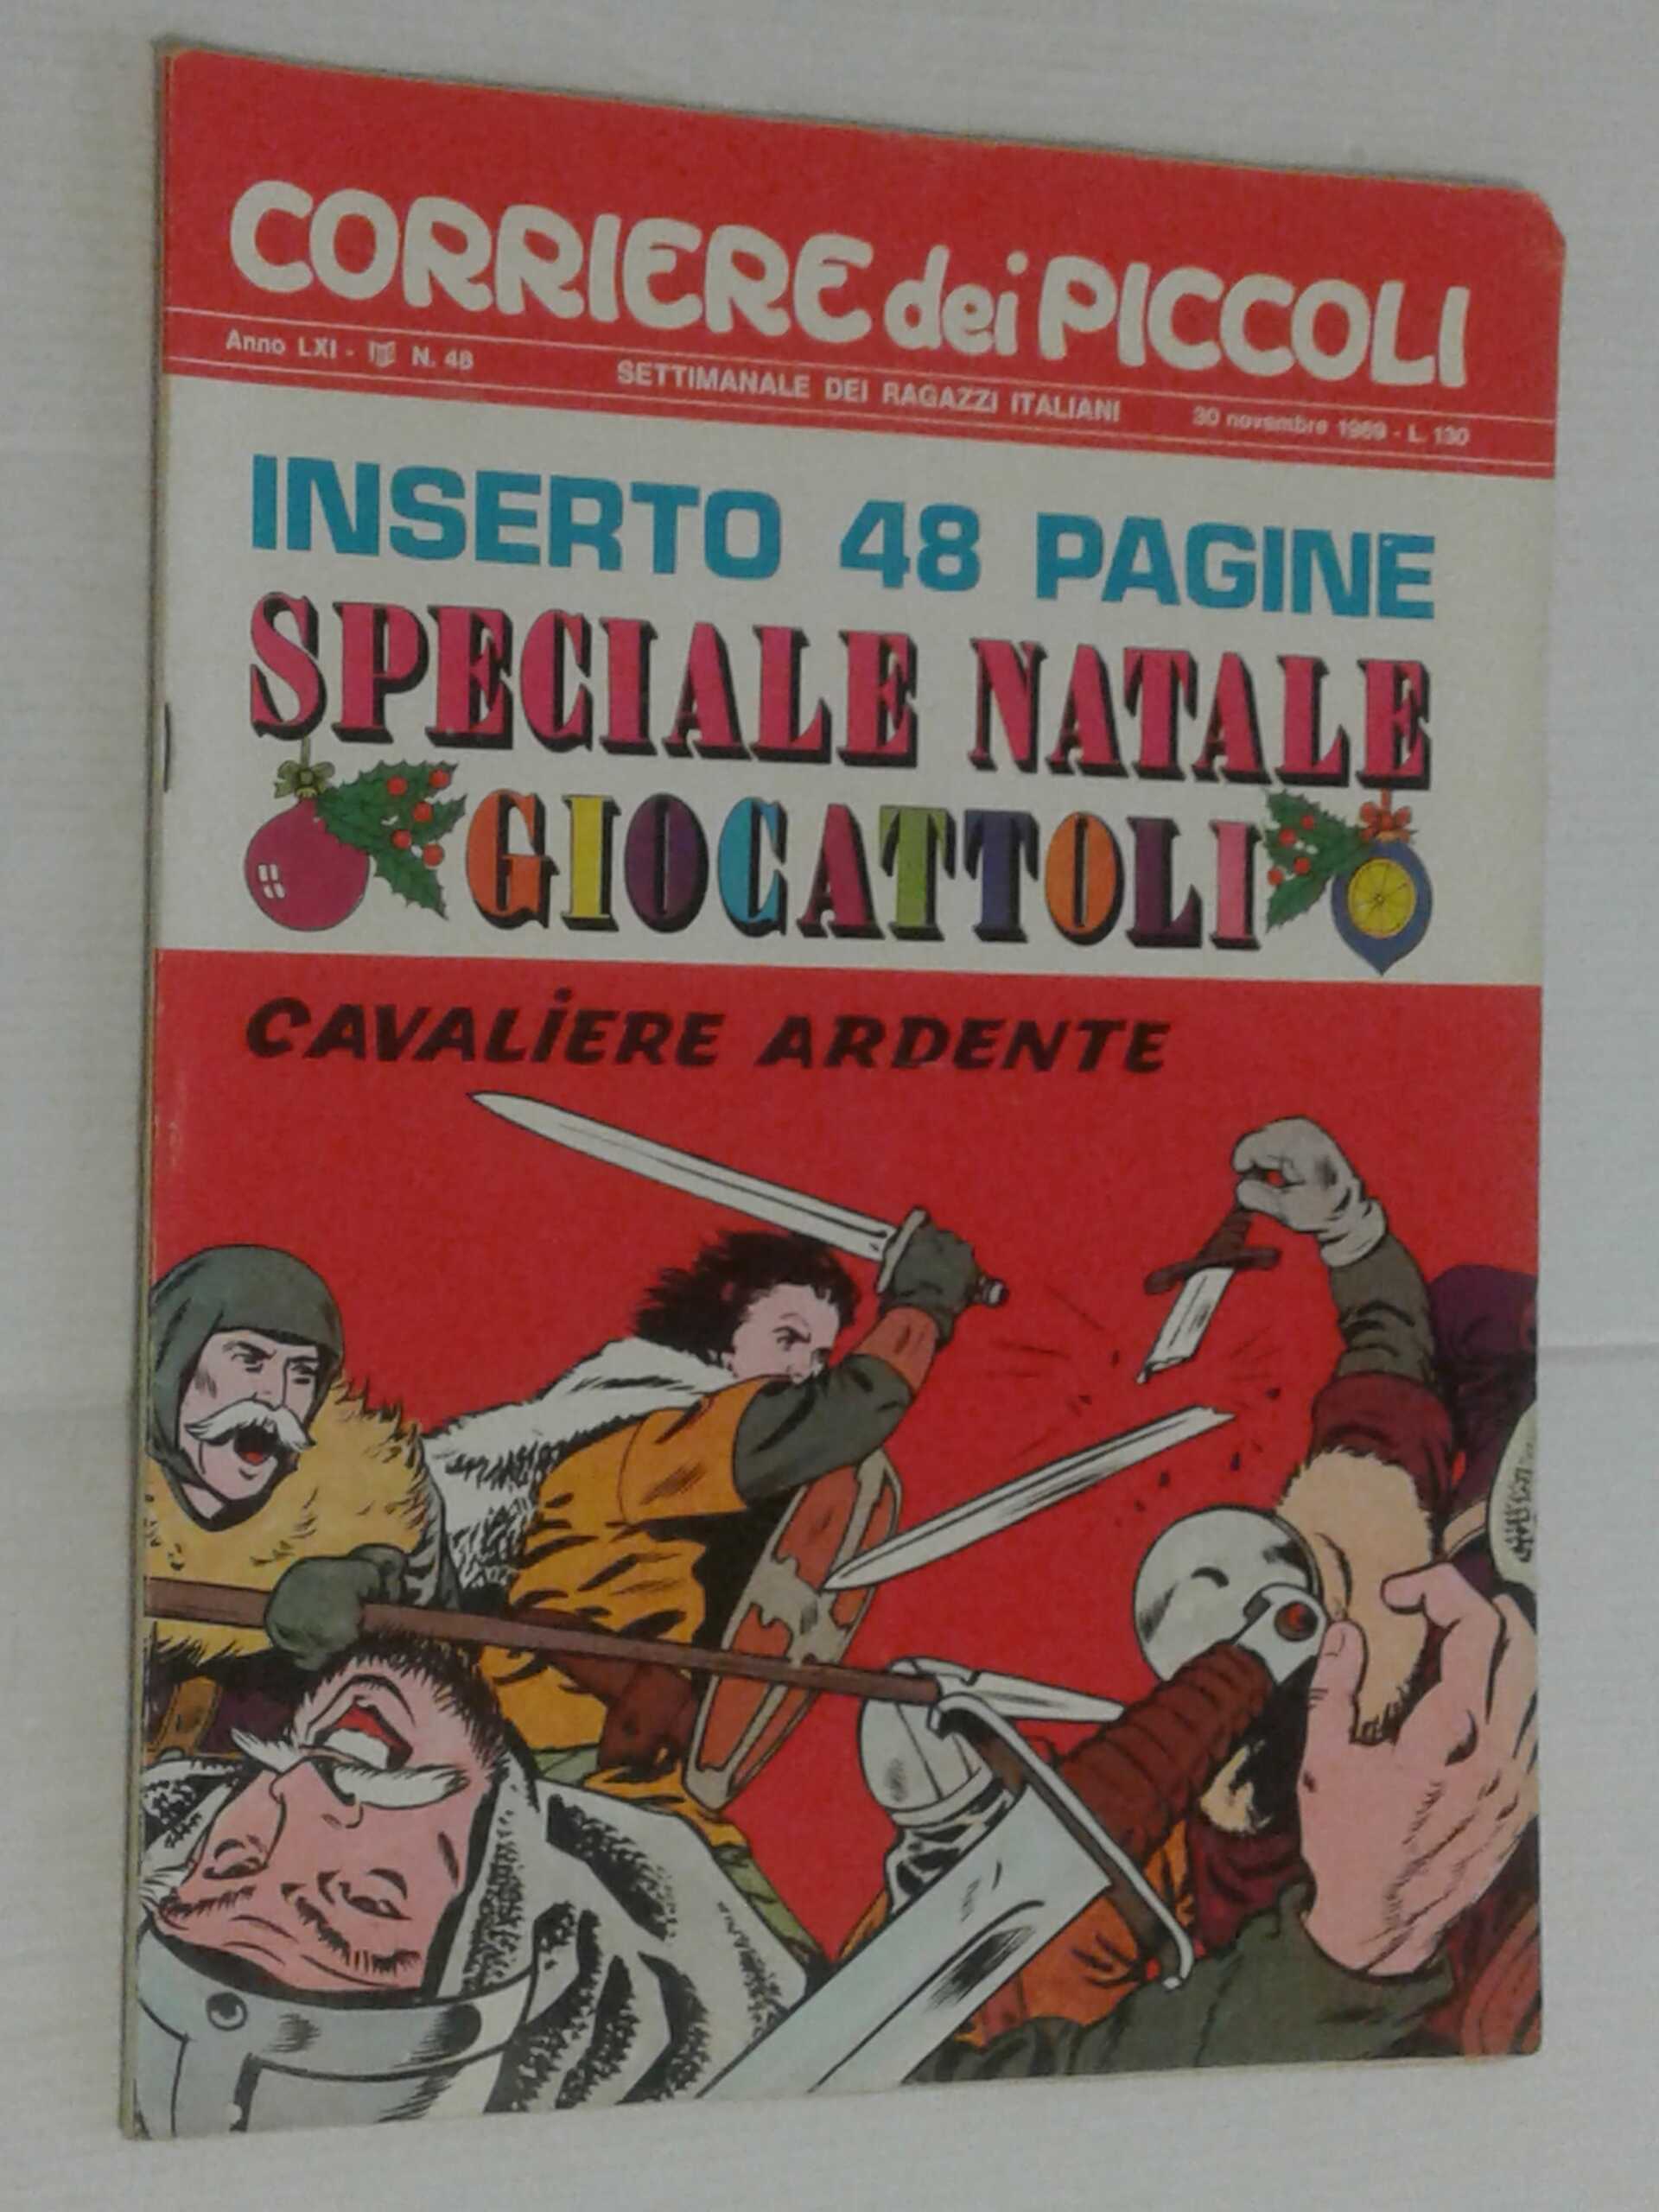 CORRIERE dei PICCOLI
Anno LXI - N. 48
SETTIMANALE DEI RAGAZZI ITALIANI
30 novembre 1969 - L. 130
INSERTO 48 PAGINE
SPECIALE NATALE
GIOCATTOLI
CAVALIERE ARDENTE